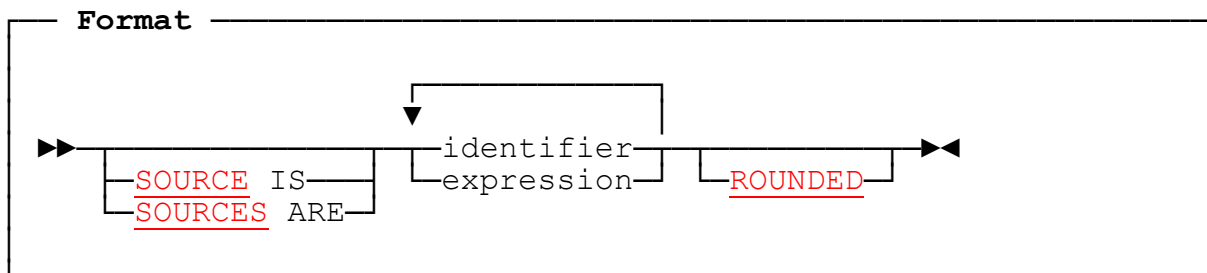 Format
identifier
SOURCE IS expression ROUNDED
SOURCES ARE